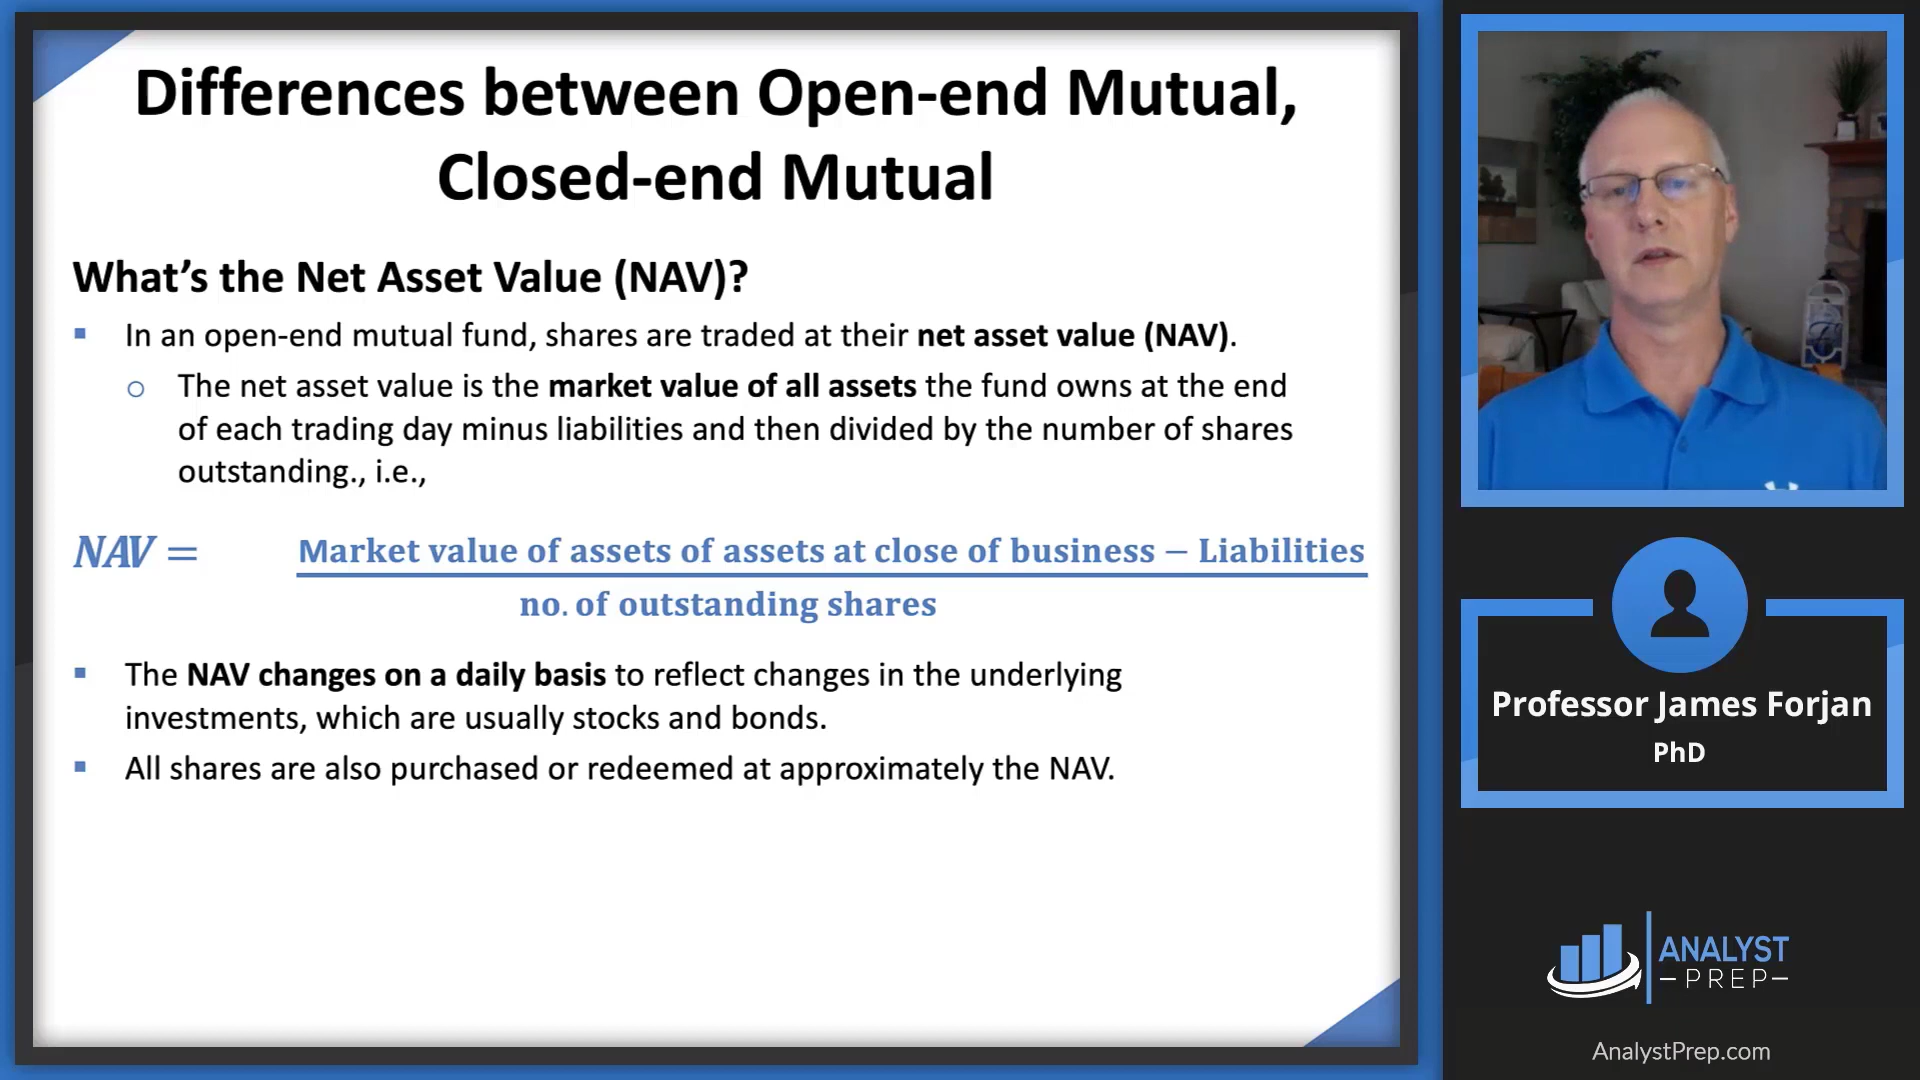 Differences between Open-end Mutual,
Closed-end Mutual
What’s the Net Asset Value (NAV)?
▪ In an open-end mutual fund, shares are traded at their net asset value (NAV).
o The net asset value is the market value of all assets the fund owns at the end
of each trading day minus liabilities and then divided by the number of shares
outstanding., i.e.,
NAV = Market value of assets of assets at close of business − Liabilities
no. of outstanding shares
▪ The NAV changes on a daily basis to reflect changes in the underlying
investments, which are usually stocks and bonds.
▪ All shares are also purchased or redeemed at approximately the NAV.
Professor James Forjan
PhD
ANALYST
PREP
AnalystPrep.com